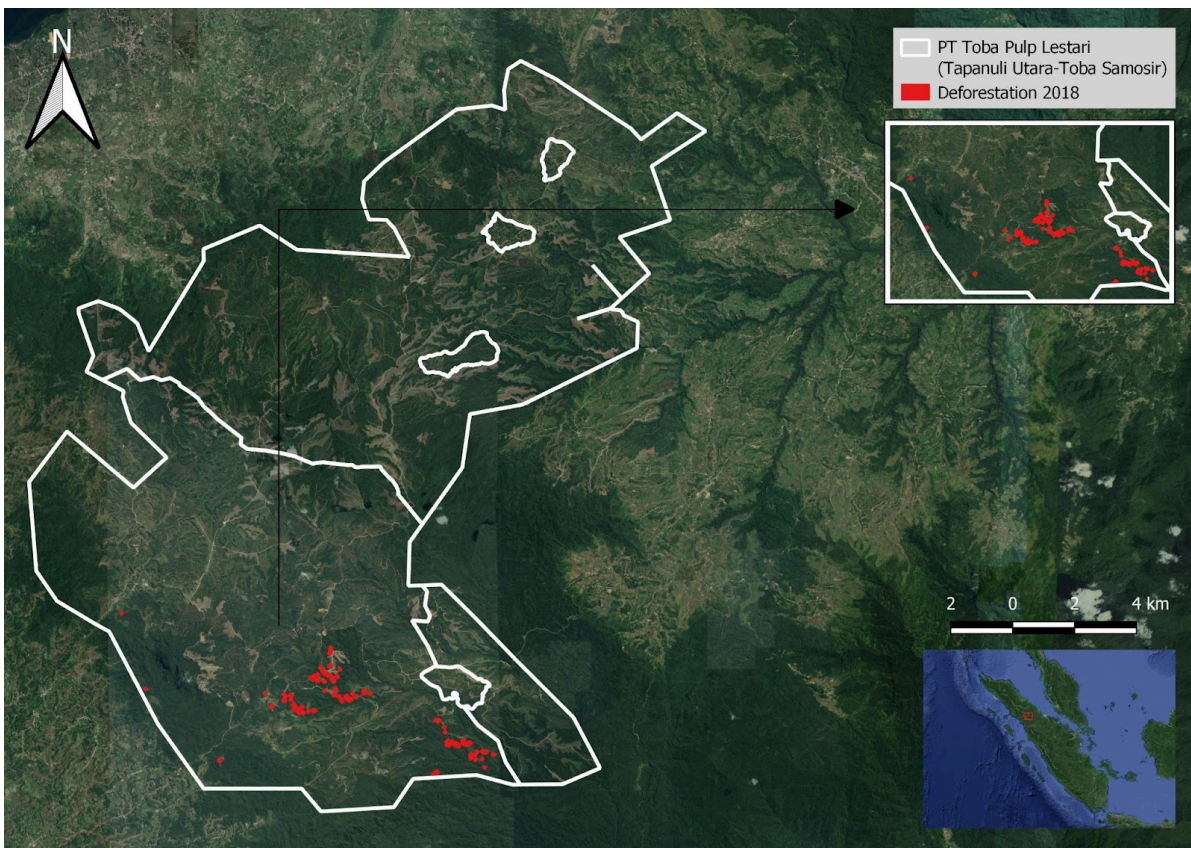 N
PT Toba Pulp Lestari
(Tapanuli Utara-Toba Samosir)
Deforestation 2018
2 0 2 4 km